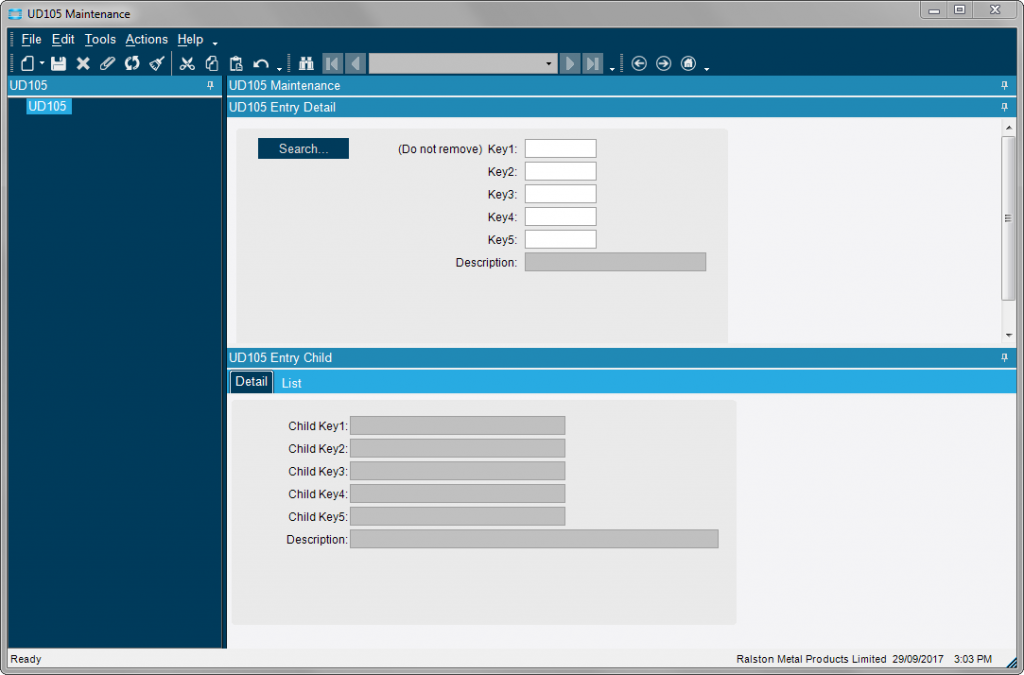 UD105 Maintenance
File Edit Tools Actions Help
UD105
UD105
UD105 Maintenance
UD105 Entry Detail
Search...
(Do not remove) Key1:
Key2:
Key3:
Key4:
Key5:
Description:
UD105 Entry Child
Detail List
Child Key1:
Child Key2:
Child Key3:
Child Key4:
Child Key5:
Description:
Ready
Ralston Metal Products Limited 29/09/2017 3:03 PM